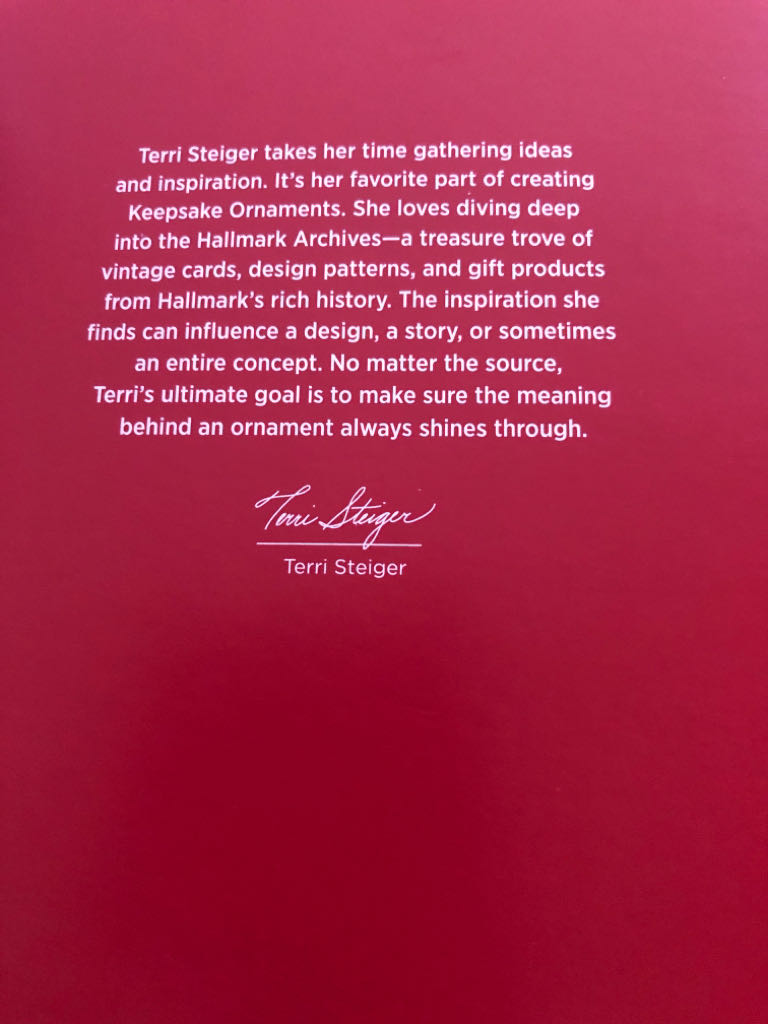 Terri Steiger takes her time gathering ideas
and inspiration. It’s her favorite part of creating
Keepsake Ornaments. She loves diving deep
into the Hallmark Archives—a treasure trove of
vintage cards, design patterns, and gift products
from Hallmark’s rich history. The inspiration she
finds can influence a design, a story, or sometimes
an entire concept. No matter the source,
Terri’s ultimate goal is to make sure the meaning
behind an ornament always shines through.
Terri Steiger
Terri Steiger